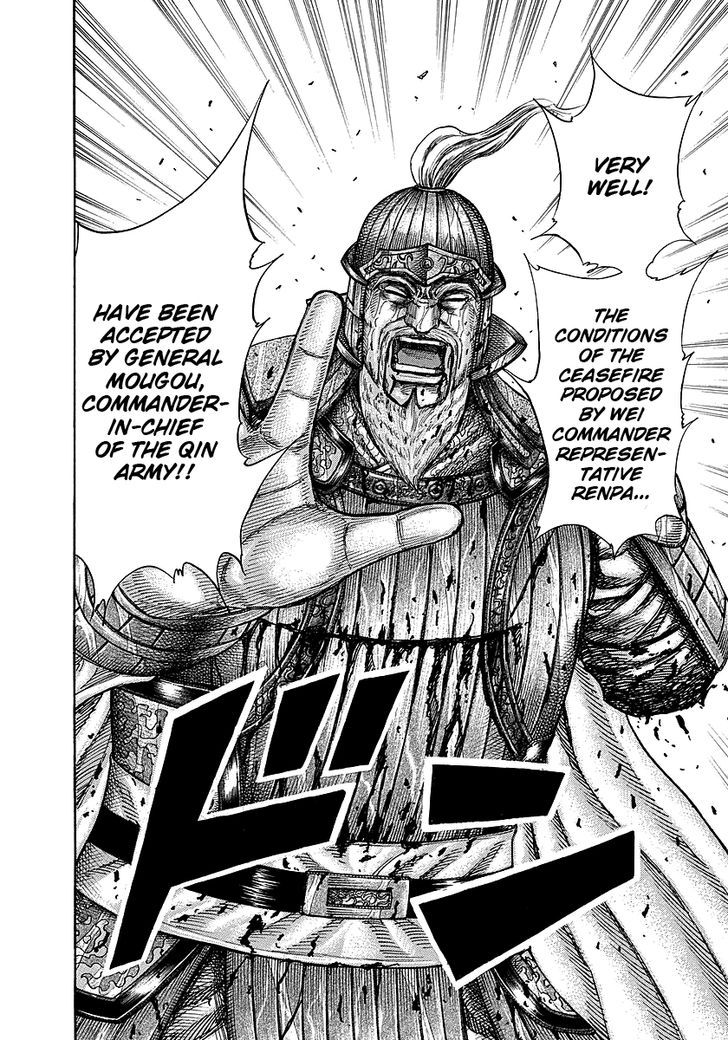 VERY
WELL!
THE
CONDITIONS
OF THE
CEASEFIRE
PROPOSED
BY WEI
COMMANDER
REPRESEN-
TATIVE
RENPA...
HAVE BEEN
ACCEPTED
BY GENERAL
MOUGOU,
COMMANDER-
IN-CHIEF
OF THE QIN
ARMY!!
ドン